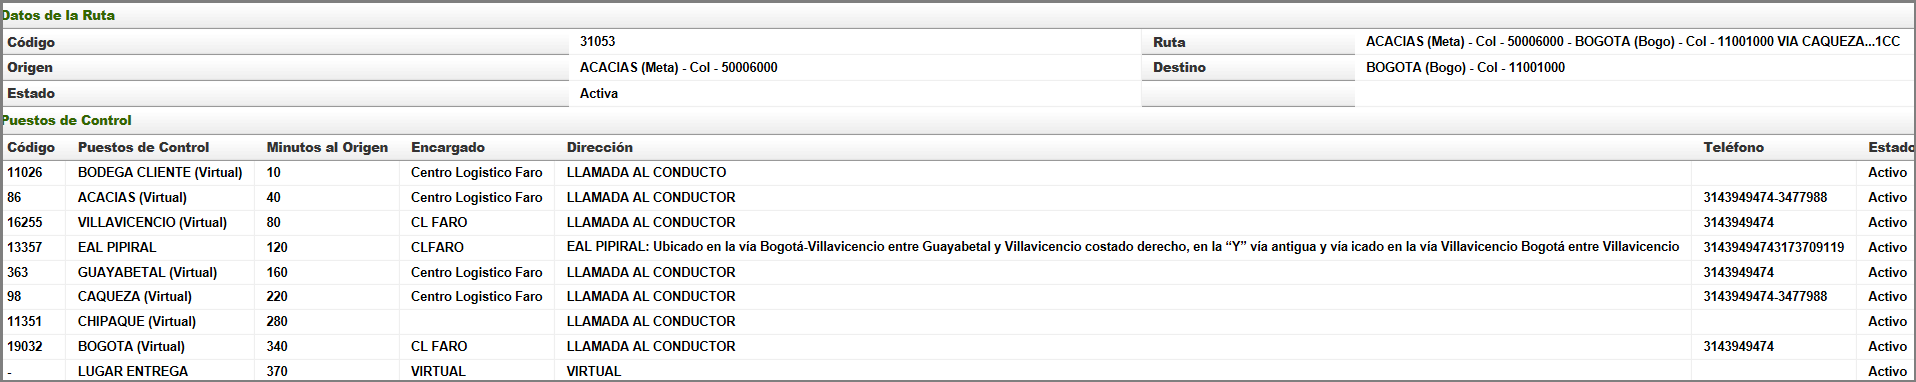 Datos de la Ruta
Código 31053 Ruta ACACIAS (Meta) - Col - 50006000 - BOGOTA (Bogo) - Col - 11001000 VIA CAQUEZA...1CC
Origen ACACIAS (Meta) - Col - 50006000 Destino BOGOTA (Bogo) - Col - 11001000
Estado Activa
Puestos de Control
Código Puestos de Control Minutos al Origen Encargado Dirección Teléfono Estado
11026 BODEGA CLIENTE (Virtual) 10 Centro Logistico Faro LLAMADA AL CONDUCTO Activo
86 ACACIAS (Virtual) 40 Centro Logistico Faro LLAMADA AL CONDUCTOR 3143949474-3477988 Activo
16255 VILLAVICENCIO (Virtual) 80 CL FARO LLAMADA AL CONDUCTOR 3143949474 Activo
13357 EAL PIPIRAL 120 CLFARO EAL PIPIRAL: Ubicado en la vía Bogotá-Villavicencio entre Guayabetal y Villavicencio costado derecho, en la “Y” vía antigua y vía icado en la vía Villavicencio Bogotá entre Villavicencio 31439494743173709119 Activo
363 GUAYABETAL (Virtual) 160 Centro Logistico Faro LLAMADA AL CONDUCTOR 3143949474 Activo
98 CAQUEZA (Virtual) 220 Centro Logistico Faro LLAMADA AL CONDUCTOR 3143949474-3477988 Activo
11351 CHIPAQUE (Virtual) 280 LLAMADA AL CONDUCTOR Activo
19032 BOGOTA (Virtual) 340 CL FARO LLAMADA AL CONDUCTOR 3143949474 Activo
- LUGAR ENTREGA 370 VIRTUAL VIRTUAL Activo